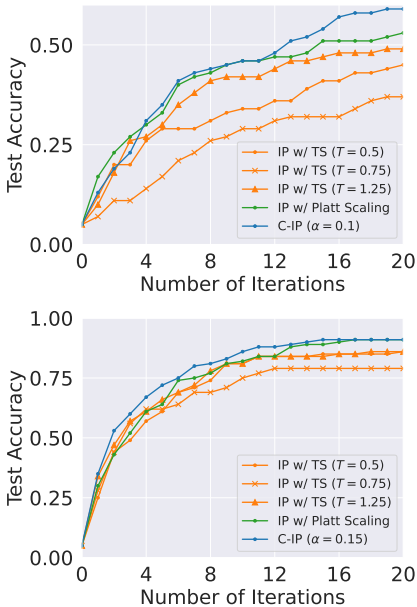 0.50
0.25
0.00
Test Accuracy
IP w/ TS (T = 0.5)
IP w/ TS (T = 0.75)
IP w/ TS (T = 1.25)
IP w/ Platt Scaling
C-IP (α = 0.1)
0 4 8 12 16 20
Number of Iterations
1.00
0.75
0.50
0.25
0.00
Test Accuracy
IP w/ TS (T = 0.5)
IP w/ TS (T = 0.75)
IP w/ TS (T = 1.25)
IP w/ Platt Scaling
C-IP (α = 0.15)
0 4 8 12 16 20
Number of Iterations